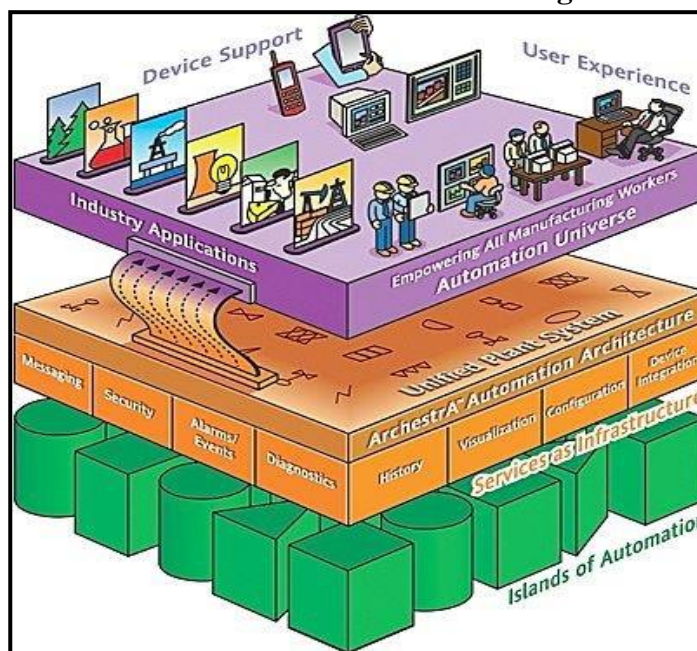 Device Support
User Experience
Industry Applications
Empowering All Manufacturing Workers
Automation Universe
Unified Plant System
ArchestrA™ Automation Architecture
Messaging
Security
Alarms/
Events
Diagnostics
History
Visualization
Configuration
Device
Integration
Services as Infrastructure
Islands of Automation